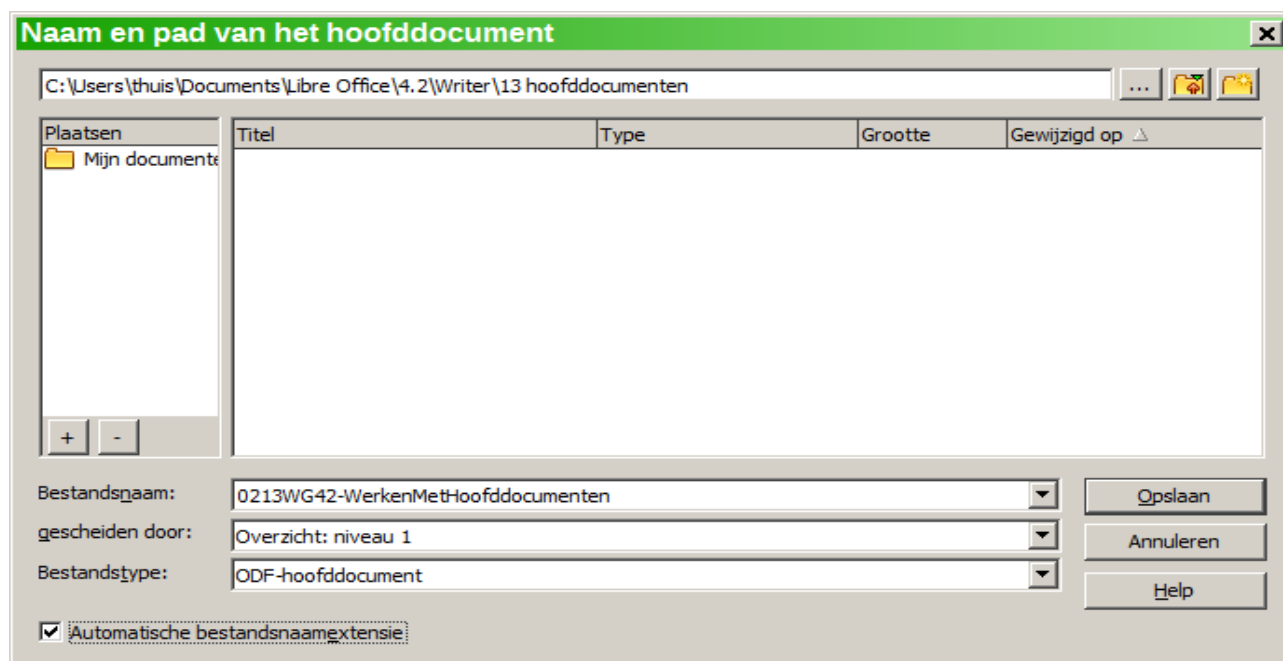 Naam en pad van het hoofddocument
C:\Users\thuis\Documents\Libre Office\4.2\Writer\13 hoofddocumenten
...
Plaatsen
Titel
Type
Grootte
Gewijzigd op
Mijn documente
+
-
Bestandsnaam:
0213WG42-WerkenMetHoofddocumenten
Opslaan
gescheiden door:
Overzicht: niveau 1
Annuleren
Bestandstype:
ODF-hoofddocument
Help
Automatische bestandsnaamextensie